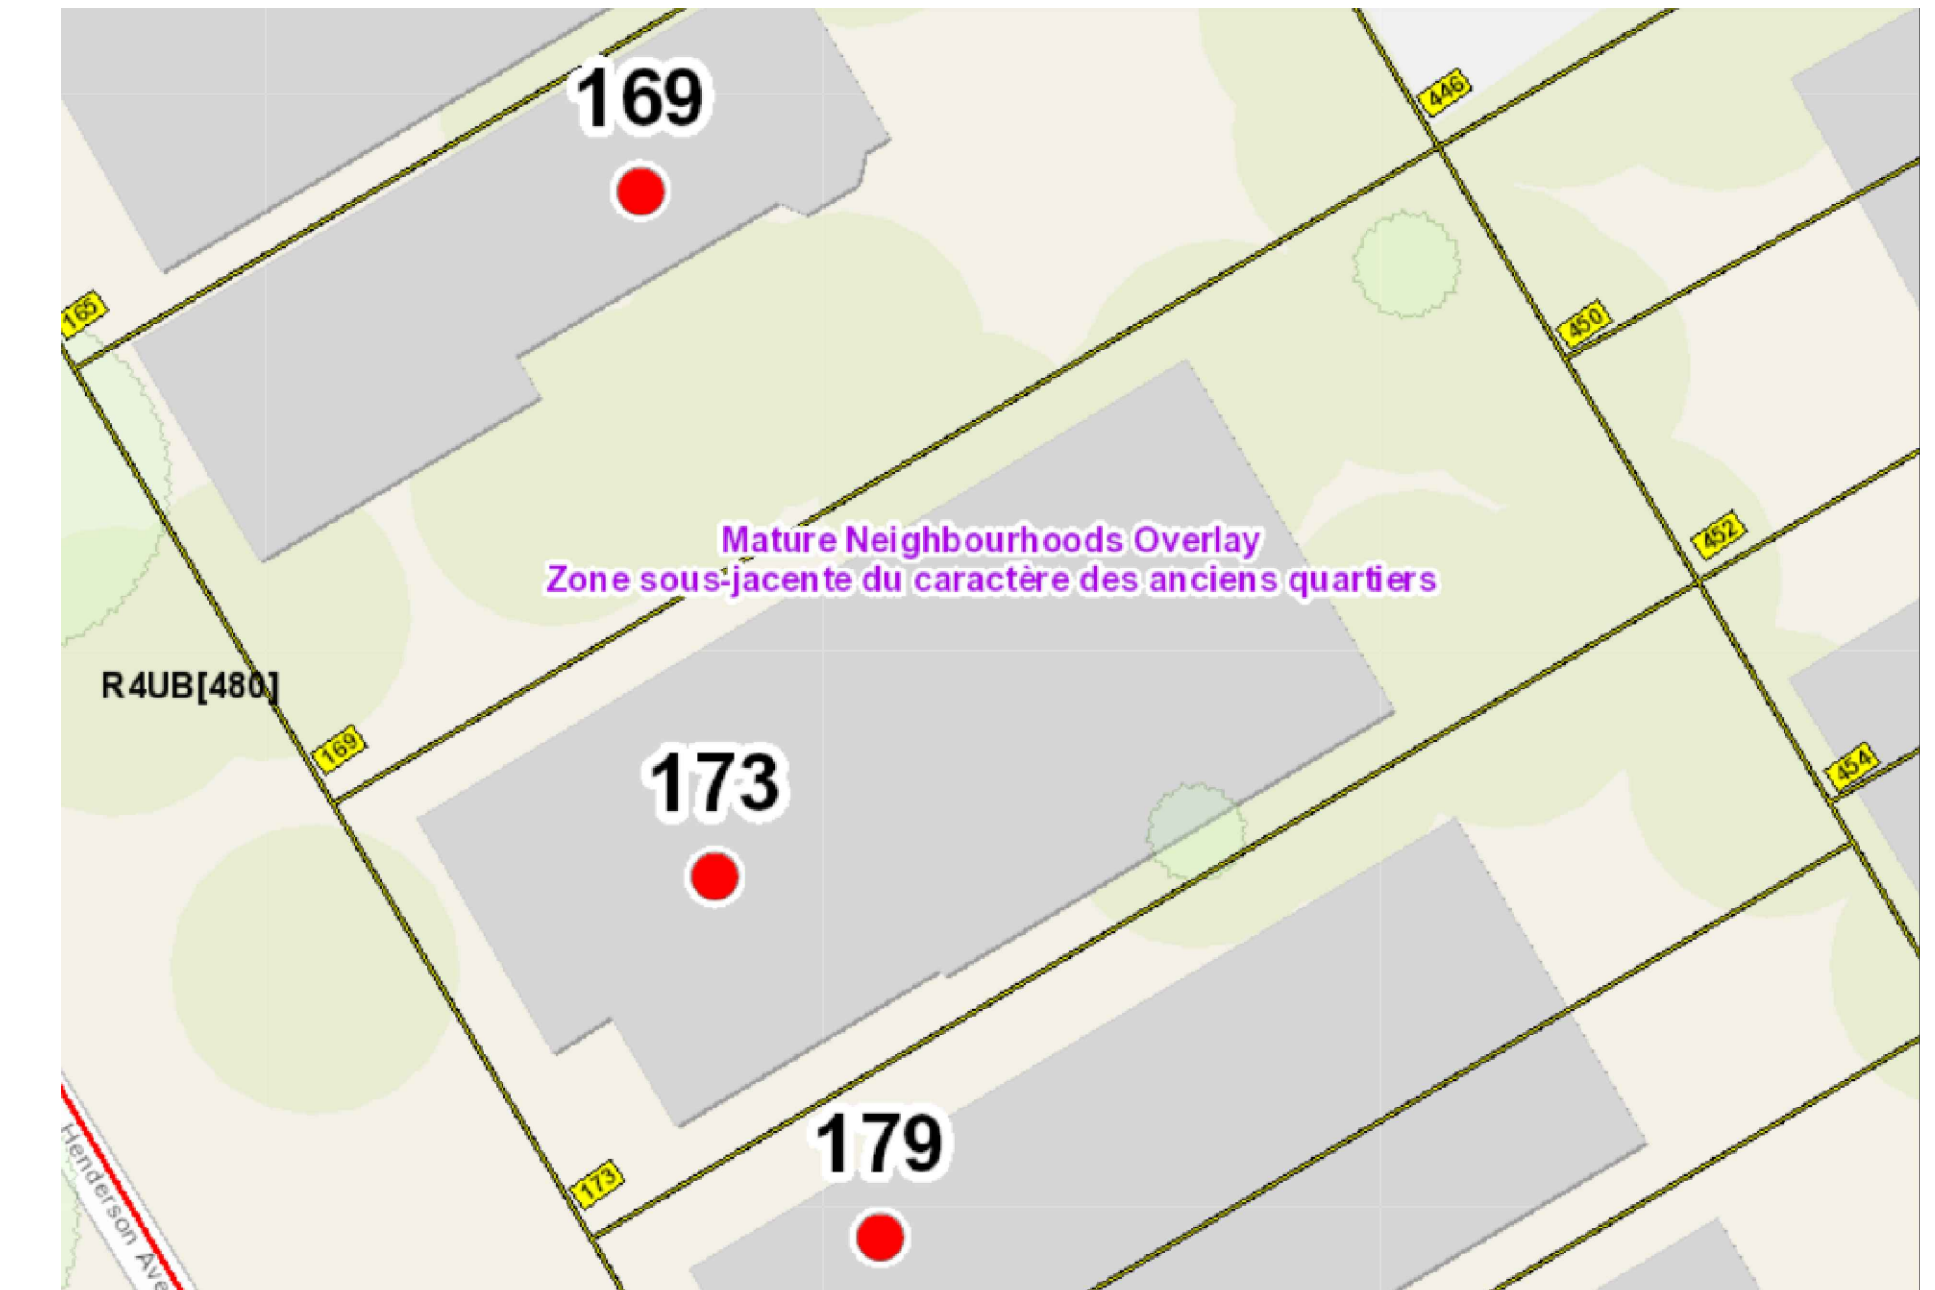 169
446
165
450
Mature Neighbourhoods Overlay
Zone sous-jacente du caractère des anciens quartiers
452
R4UB[480]
169
173
454
179
173
Henderson Ave